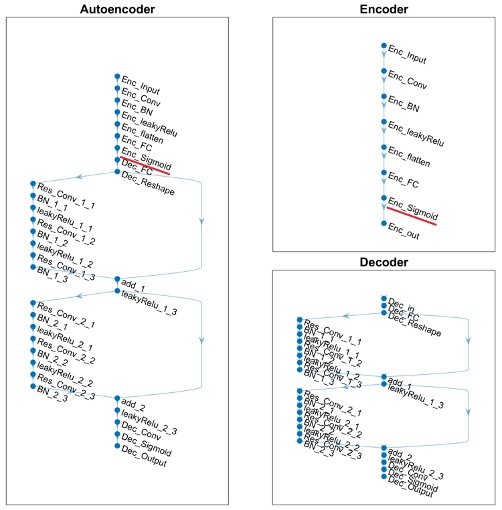 Autoencoder
Enc_Input
Enc_Conv
Enc_BN
Enc_leakyRelu
Enc_flatten
Enc_FC
Enc_Sigmoid
Dec_FC
Dec_Reshape
Res_Conv_1_1
BN_1_1
leakyRelu_1_1
Res_Conv_1_2
BN_1_2
leakyRelu_1_2
Res_Conv_1_3
BN_1_3
add_1
leakyRelu_1_3
Res_Conv_2_1
BN_2_1
leakyRelu_2_1
Res_Conv_2_2
BN_2_2
leakyRelu_2_2
Res_Conv_2_3
BN_2_3
add_2
leakyRelu_2_3
Dec_Conv
Dec_Sigmoid
Dec_Output
Encoder
Enc_Input
Enc_Conv
Enc_BN
Enc_leakyRelu
Enc_flatten
Enc_FC
Enc_Sigmoid
Enc_out
Decoder
Dec_in
Dec_FC
Dec_Reshape
Res_Conv_1_1
BN_1_1
leakyRelu_1_1
Res_Conv_1_2
BN_1_2
leakyRelu_1_2
Res_Conv_1_3
BN_1_3
add_1
leakyRelu_1_3
Res_Conv_2_1
BN_2_1
leakyRelu_2_1
Res_Conv_2_2
BN_2_2
leakyRelu_2_2
Res_Conv_2_3
BN_2_3
add_2
leakyRelu_2_3
Dec_Conv
Dec_Sigmoid
Dec_Output